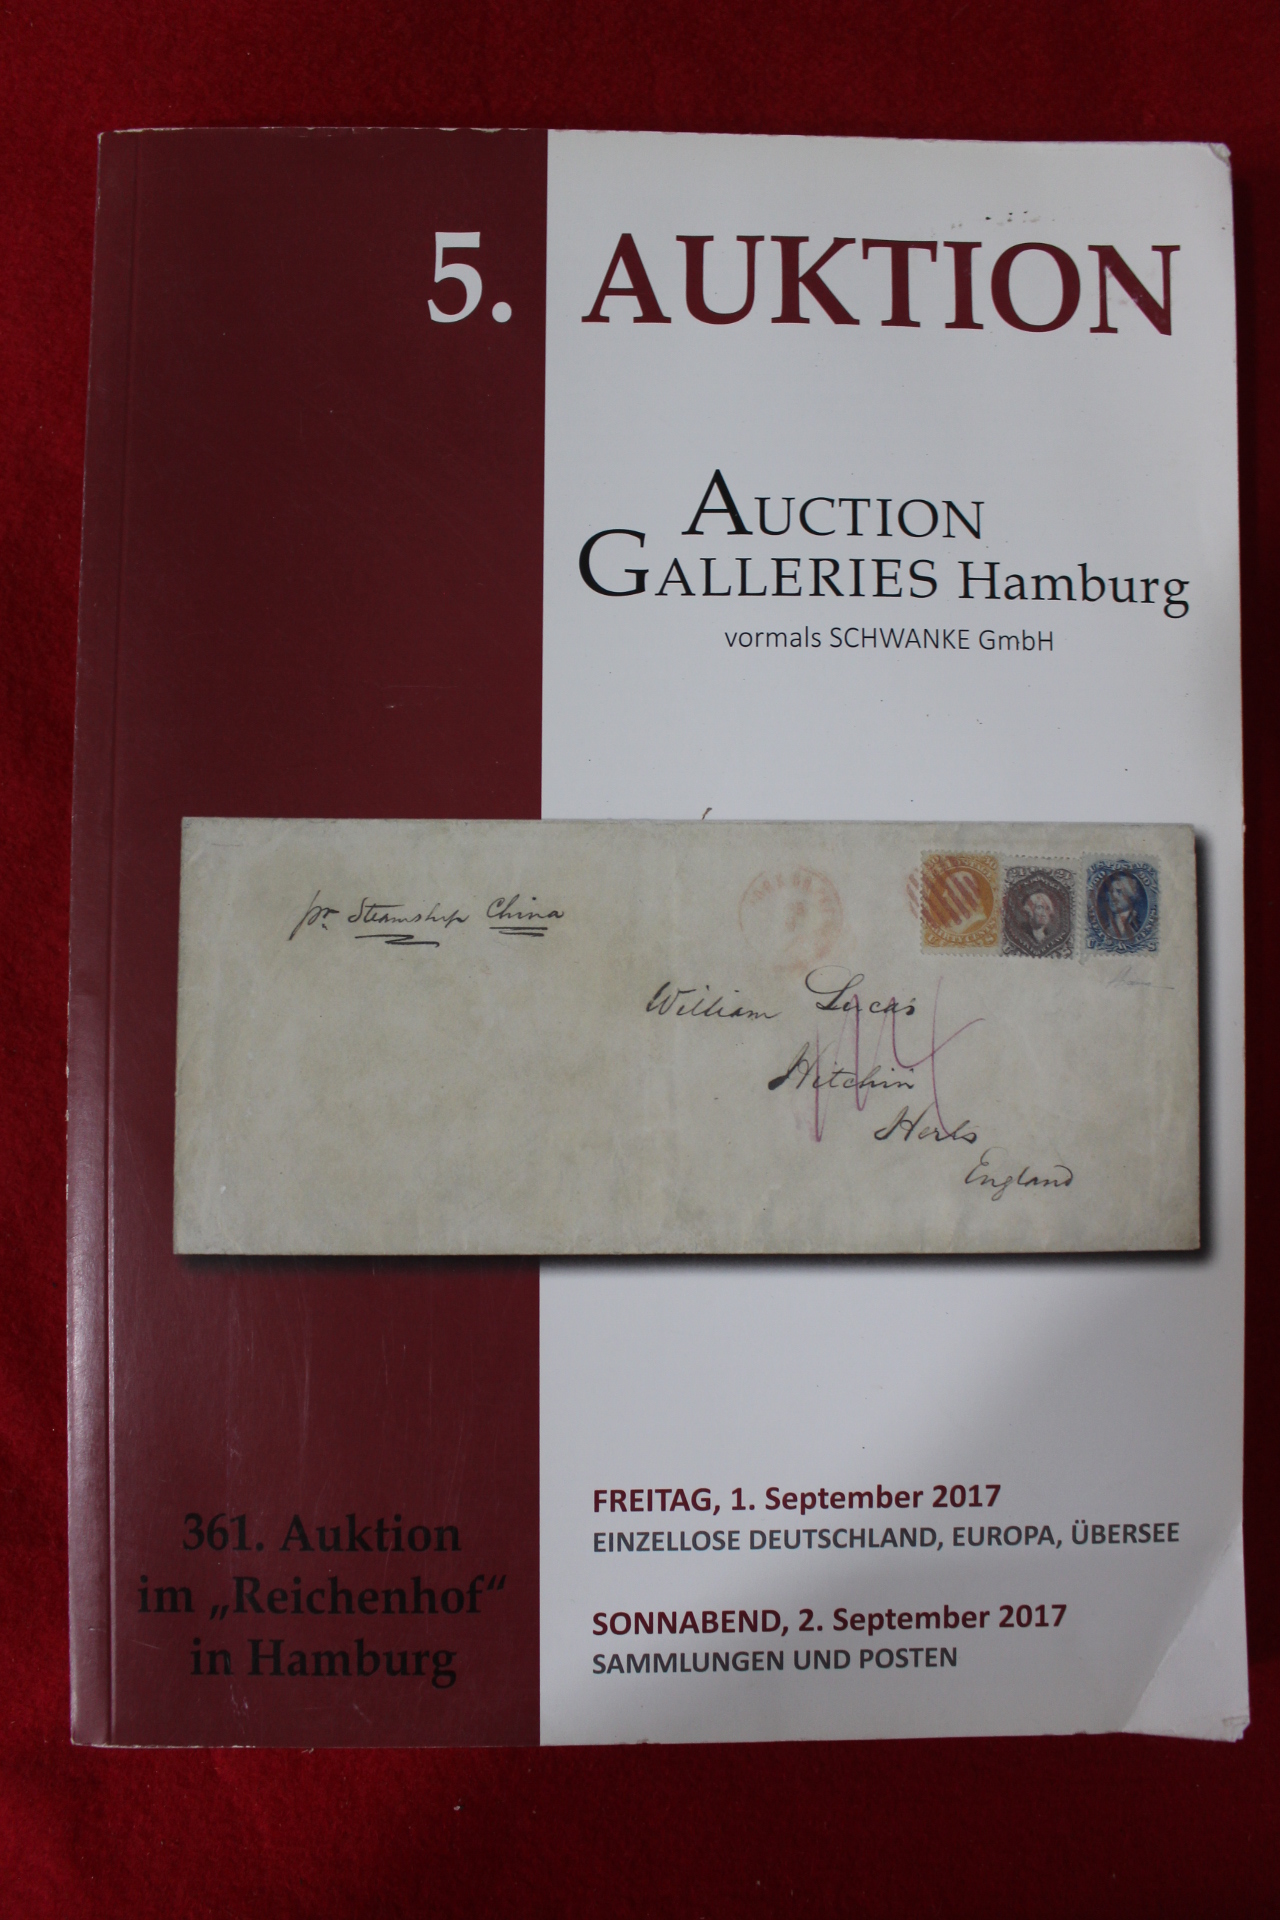 5. AUKTION
AUCTION
GALLERIES Hamburg
vormals SCHWANKE GmbH
pr Steamship China
William Lucas
Hitchin
Herts
England
361. Auktion
im „Reichenhof“
in Hamburg
FREITAG, 1. September 2017
EINZELLOSE DEUTSCHLAND, EUROPA, ÜBERSEE
SONNABEND, 2. September 2017
SAMMLUNGEN UND POSTEN